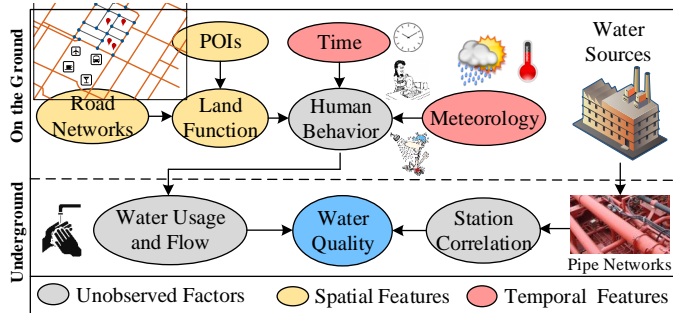 On the Ground
POIs
Time
Water
Sources
Road
Networks
Land
Function
Human
Behavior
Meteorology
Underground
Water Usage
and Flow
Water
Quality
Station
Correlation
Pipe Networks
Unobserved Factors
Spatial Features
Temporal Features